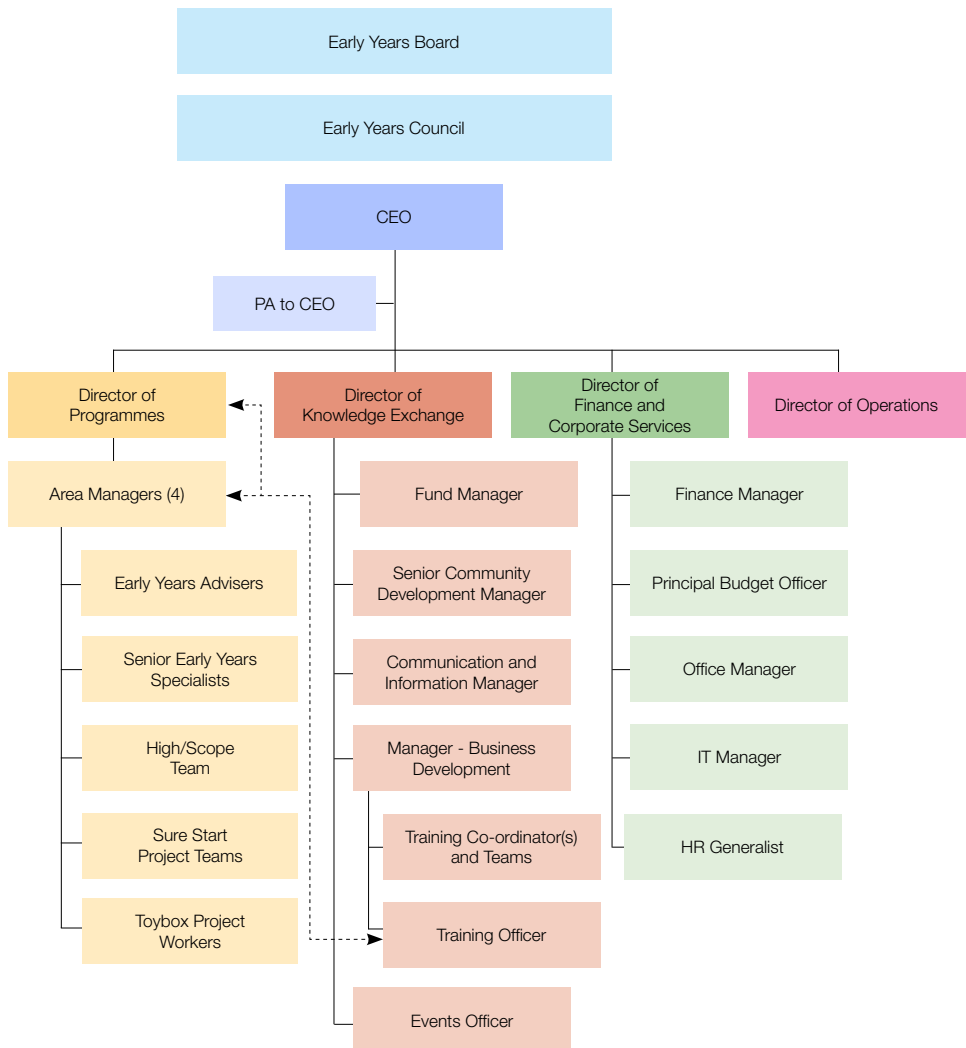 Early Years Board
Early Years Council
CEO
PA to CEO
Director of
Programmes
Director of
Knowledge Exchange
Director of
Finance and
Corporate Services
Director of Operations
Area Managers (4)
Early Years Advisers
Senior Early Years
Specialists
High/Scope
Team
Sure Start
Project Teams
Toybox Project
Workers
Fund Manager
Senior Community
Development Manager
Communication and
Information Manager
Manager - Business
Development
Training Co-ordinator(s)
and Teams
Training Officer
Events Officer
Finance Manager
Principal Budget Officer
Office Manager
IT Manager
HR Generalist